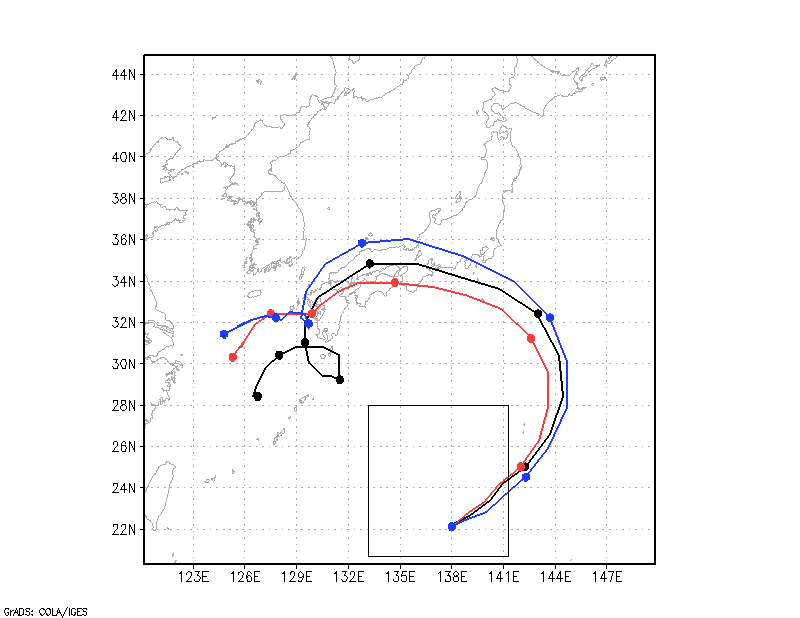 44N
42N
40N
38N
36N
34N
32N
30N
28N
26N
24N
22N
123E 126E 129E 132E 135E 138E 141E 144E 147E
GrADS: COLA/IGES